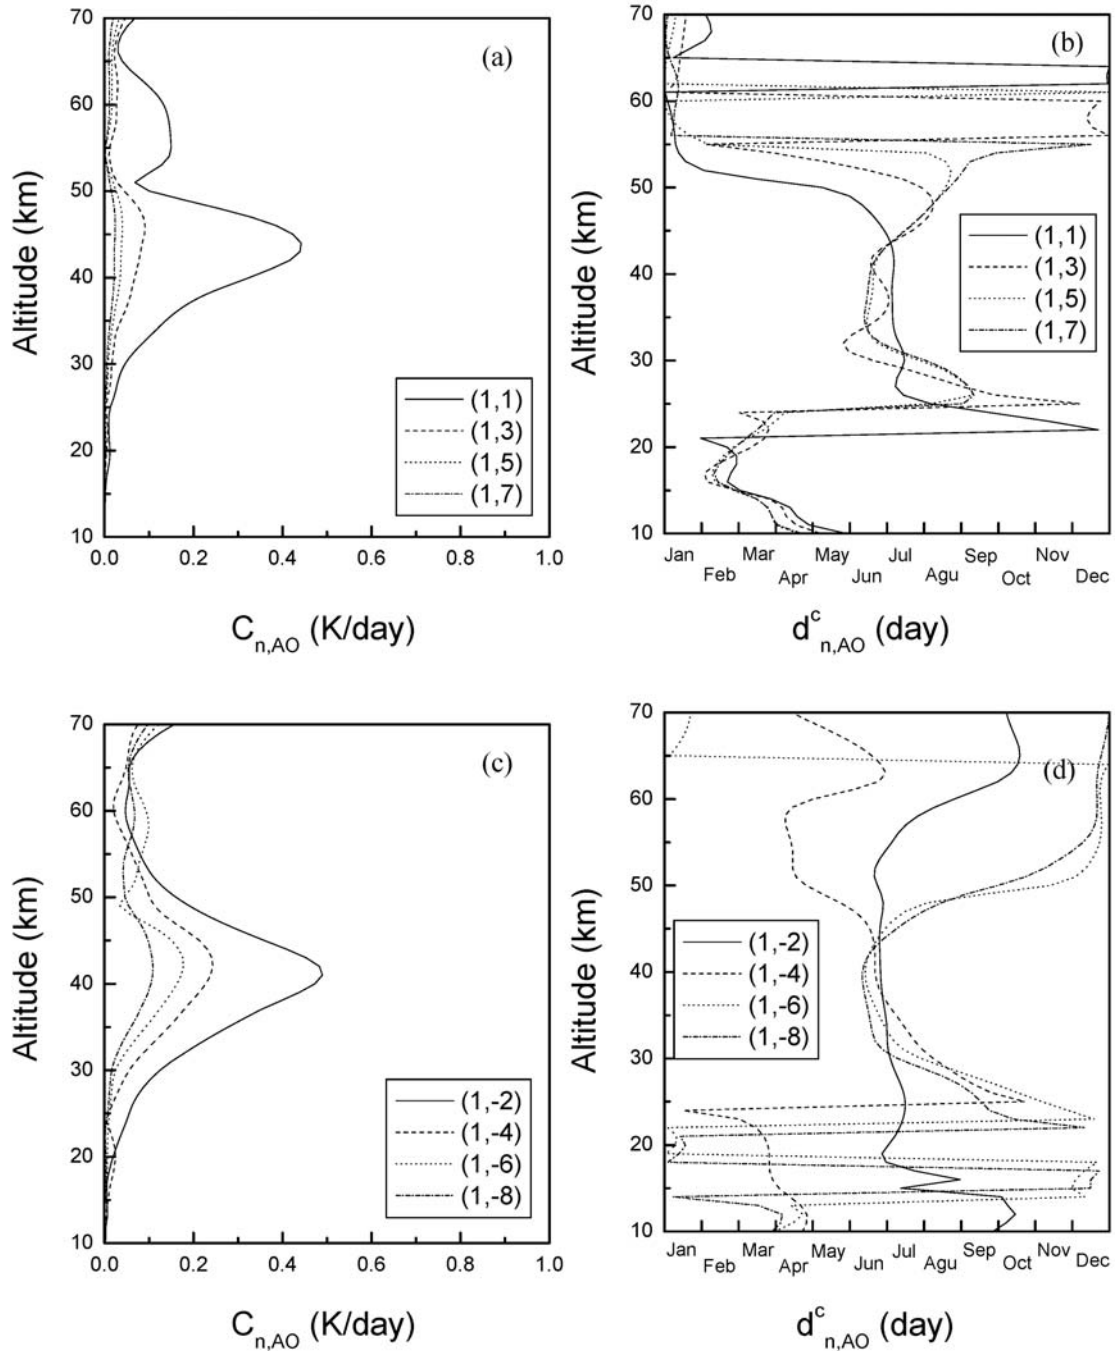 (a)
Altitude (km)
70
60
50
40
30
20
10
(1,1)
(1,3)
(1,5)
(1,7)
0.0 0.2 0.4 0.6 0.8 1.0
C_n,AO (K/day)
(b)
Altitude (km)
70
60
50
40
30
20
10
(1,1)
(1,3)
(1,5)
(1,7)
Jan Mar May Jul Sep Nov
Feb Apr Jun Agu Oct Dec
d^c_n,AO (day)
(c)
Altitude (km)
70
60
50
40
30
20
10
(1,-2)
(1,-4)
(1,-6)
(1,-8)
0.0 0.2 0.4 0.6 0.8 1.0
C_n,AO (K/day)
(d)
Altitude (km)
70
60
50
40
30
20
10
(1,-2)
(1,-4)
(1,-6)
(1,-8)
Jan Mar May Jul Sep Nov
Feb Apr Jun Agu Oct Dec
d^c_n,AO (day)